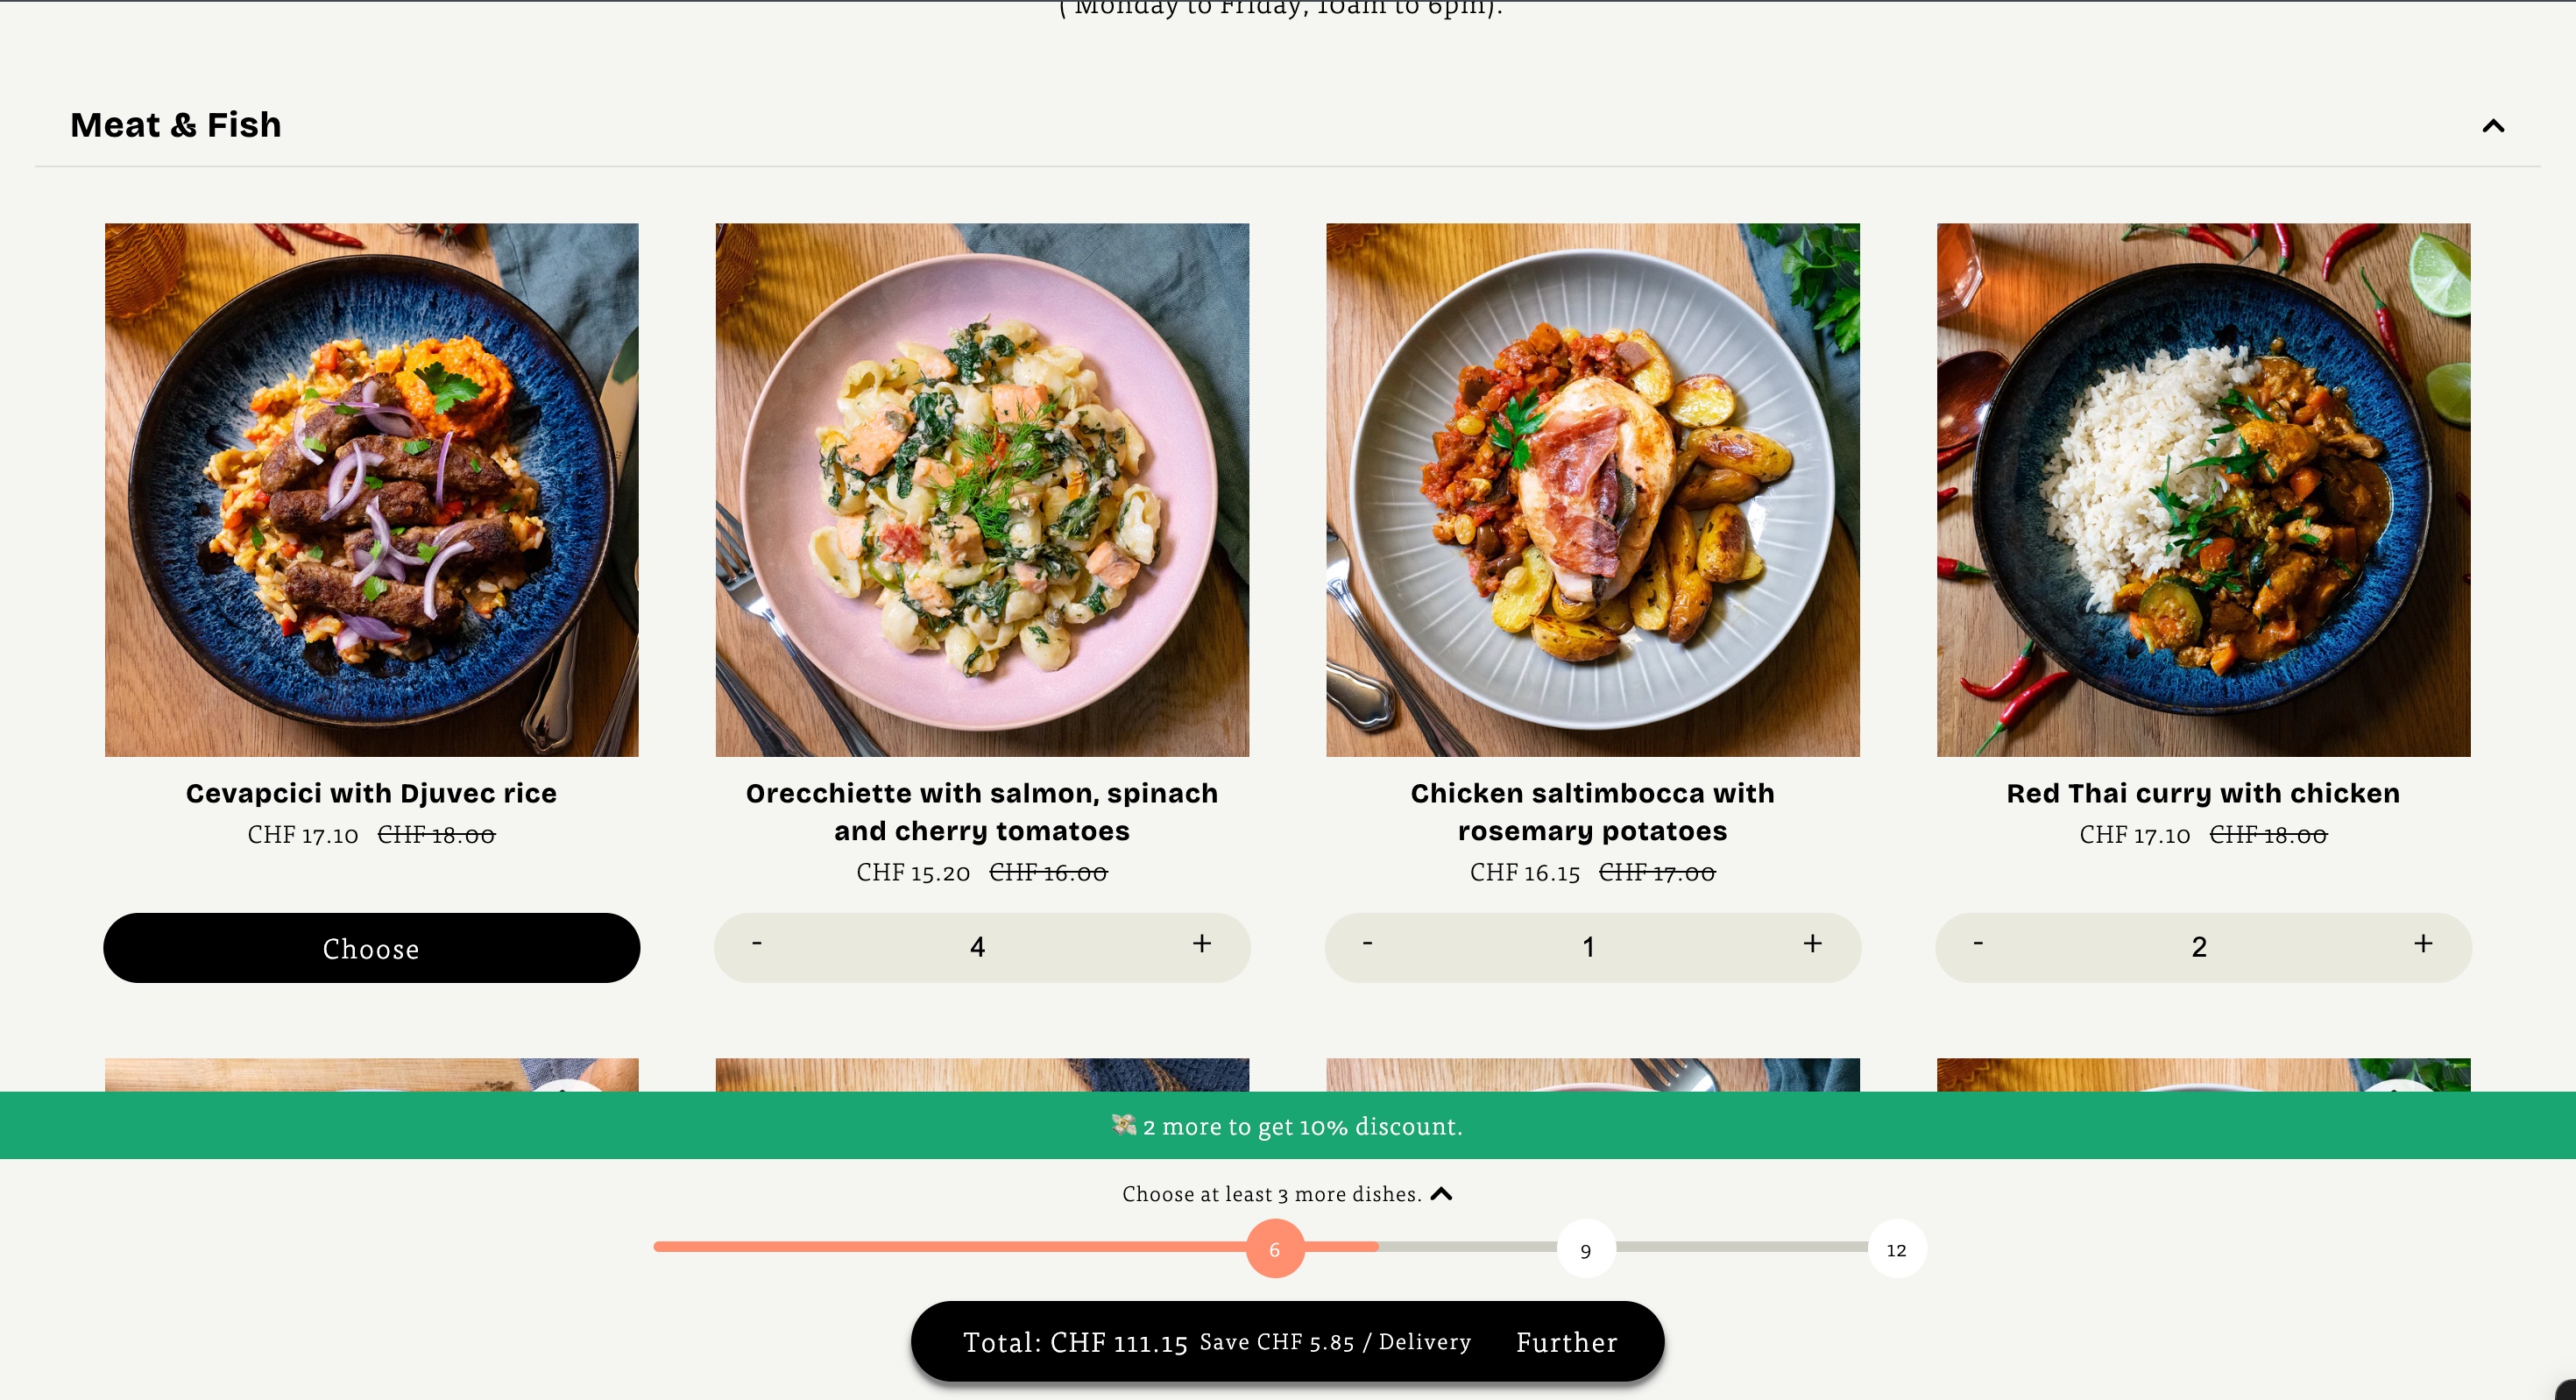 ( Monday to Friday, 10am to 6pm).
Meat & Fish
Cevapcici with Djuvec rice
CHF 17.10 CHF 18.00
Choose
Orecchiette with salmon, spinach
and cherry tomatoes
CHF 15.20 CHF 16.00
- 4 +
Chicken saltimbocca with
rosemary potatoes
CHF 16.15 CHF 17.00
- 1 +
Red Thai curry with chicken
CHF 17.10 CHF 18.00
- 2 +
💸 2 more to get 10% discount.
Choose at least 3 more dishes.
6 9 12
Total: CHF 111.15 Save CHF 5.85 / Delivery Further